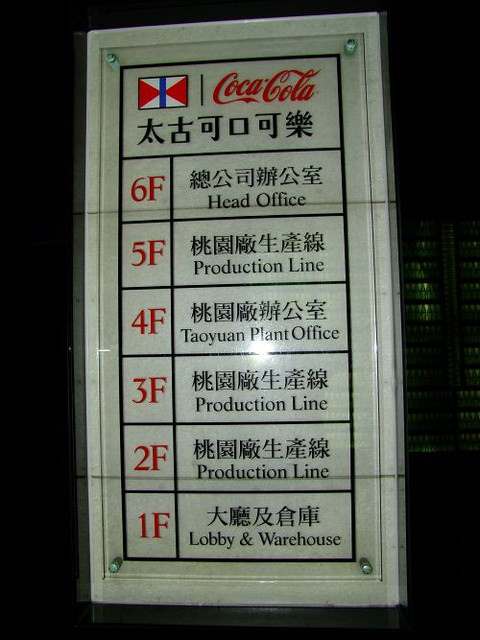 Coca-Cola
太古可口可樂
6F 總公司辦公室
Head Office
5F 桃園廠生產線
Production Line
4F 桃園廠辦公室
Taoyuan Plant Office
3F 桃園廠生產線
Production Line
2F 桃園廠生產線
Production Line
1F 大廳及倉庫
Lobby & Warehouse